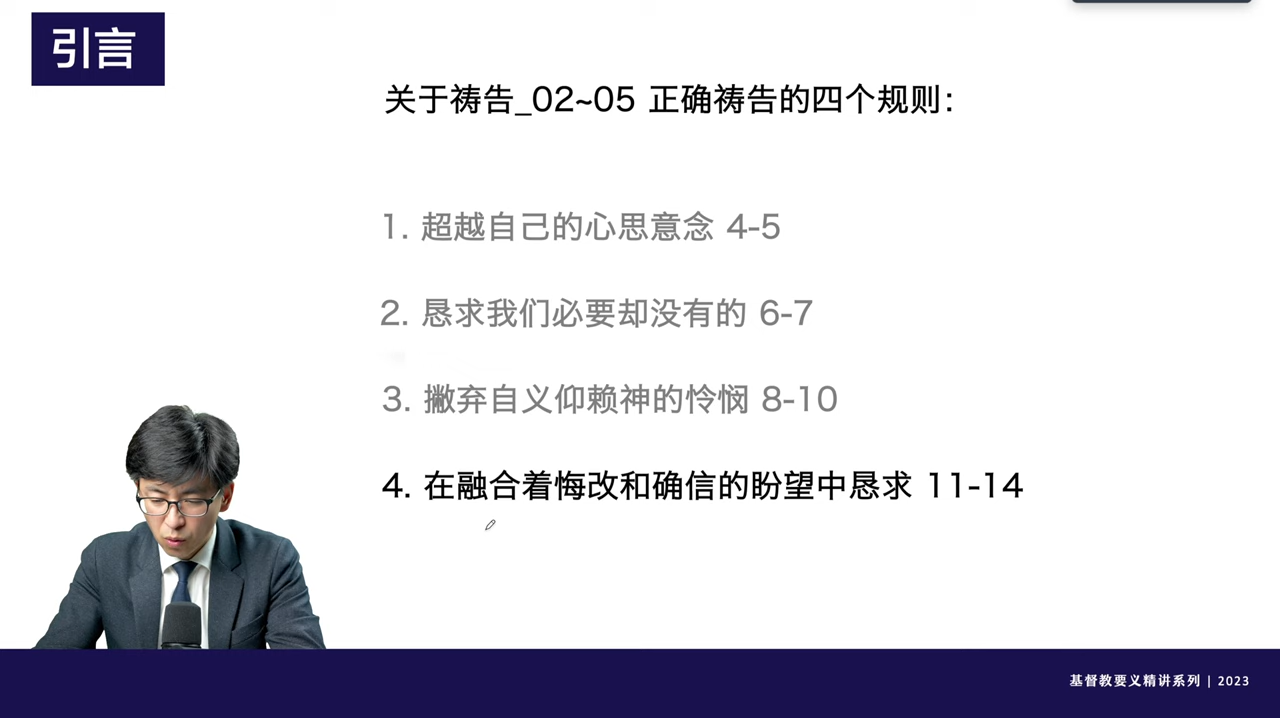 引言
关于祷告_02~05 正确祷告的四个规则：
1. 超越自己的心思意念 4-5
2. 恳求我们必要却没有的 6-7
3. 撇弃自义仰赖神的怜悯 8-10
4. 在融合着悔改和确信的盼望中恳求 11-14
基督教要义精讲系列 | 2023